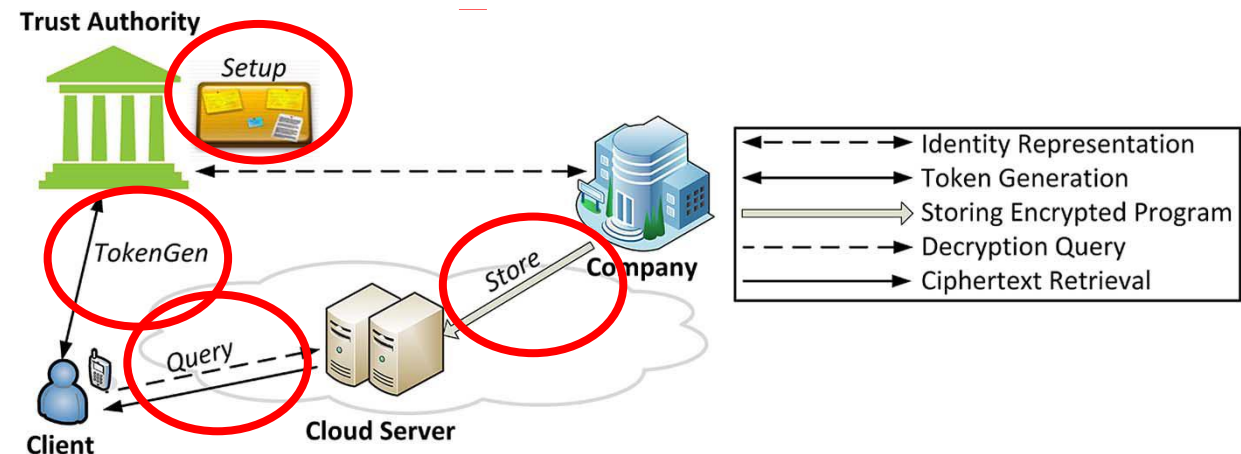 Trust Authority
Setup
TokenGen
Store
Company
Query
Cloud Server
Client
Identity Representation
Token Generation
Storing Encrypted Program
Decryption Query
Ciphertext Retrieval